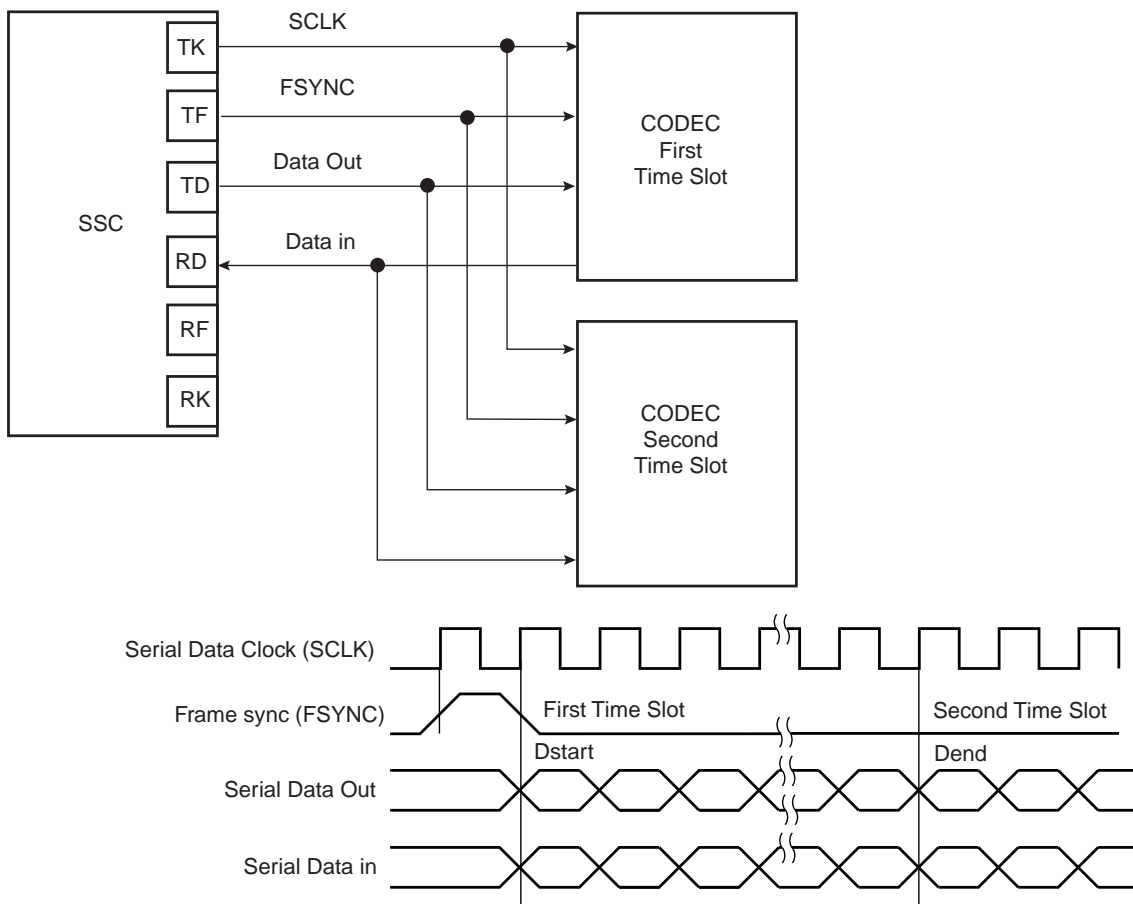 SCLK
TK
FSYNC
TF
CODEC
First
Time Slot
Data Out
TD
SSC
Data in
RD
RF
RK
CODEC
Second
Time Slot
Serial Data Clock (SCLK)
Frame sync (FSYNC)
First Time Slot
Second Time Slot
Dstart
Dend
Serial Data Out
Serial Data in